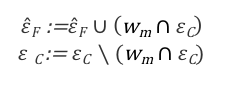 ε̂_F := ε̂_F ∪ (w_m ∩ ε_C)
ε_C := ε_C \ (w_m ∩ ε_C)